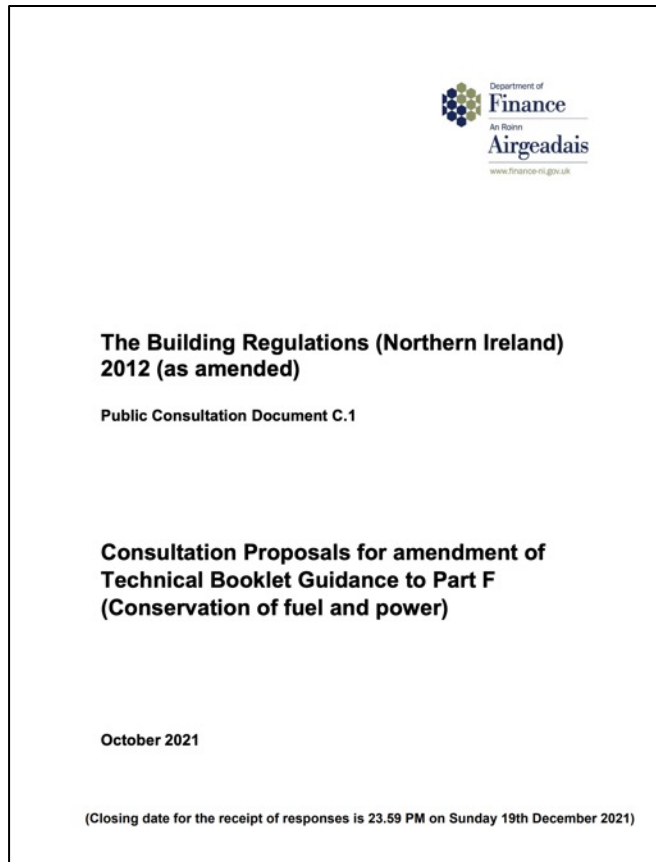 Department of
Finance
An Roinn
Airgeadais
www.finance-ni.gov.uk
The Building Regulations (Northern Ireland)
2012 (as amended)
Public Consultation Document C.1
Consultation Proposals for amendment of
Technical Booklet Guidance to Part F
(Conservation of fuel and power)
October 2021
(Closing date for the receipt of responses is 23.59 PM on Sunday 19th December 2021)